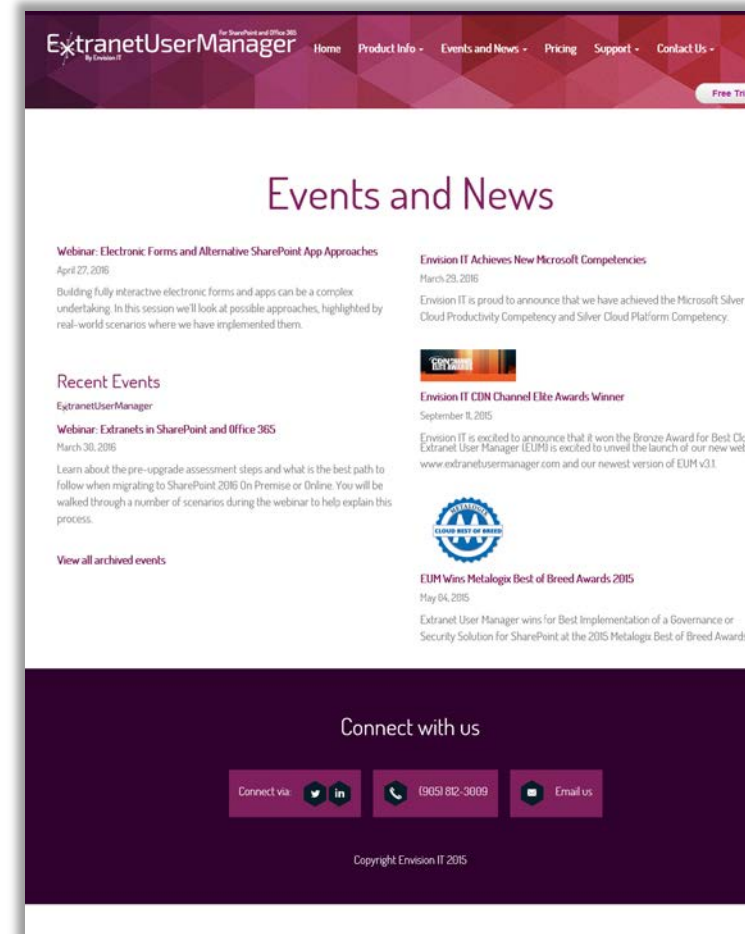 for SharePoint and Office 365
ExtranetUserManager
By Envision IT
Home Product Info Events and News Pricing Support Contact Us
Free
Events and News
Webinar: Electronic Forms and Alternative SharePoint App Approaches
April 27, 2016
Building fully interactive electronic forms and apps can be a complex
undertaking. In this session we'll look at possible approaches, highlighted by
real-world scenarios where we have implemented them.
Recent Events
ExtranetUserManager
Webinar: Extranets in SharePoint and Office 365
March 30, 2016
Learn about the pre-upgrade assessment steps and what is the best path to
follow when migrating to SharePoint 2016 On Premise or Online. You will be
walked through a number of scenarios during the webinar to help explain this
process.
View all archived events
Envision IT Achieves New Microsoft Competencies
March 29, 2016
Envision IT is proud to announce that we have achieved the Microsoft Silver
Cloud Productivity Competency and Silver Cloud Platform Competency.
ELITE AWARDS
Envision IT CDN Channel Elite Awards Winner
September 11, 2015
Envision IT is excited to announce that it won the Bronze Award for Best
Extranet User Manager (EUM) is excited to unveil the launch of our new
www.extranetusermanager.com and our newest version of EUM v3.1.
METALOGIX
CLOUD BEST OF BREED
EUM Wins Metalogix Best of Breed Awards 2015
May 04, 2015
Extranet User Manager wins for Best Implementation of a Governance or
Security Solution for SharePoint at the 2015 Metalogix Best of Breed Awards
Connect with us
Connect via: in (905) 812-3009 Email us
Copyright Envision IT 2015